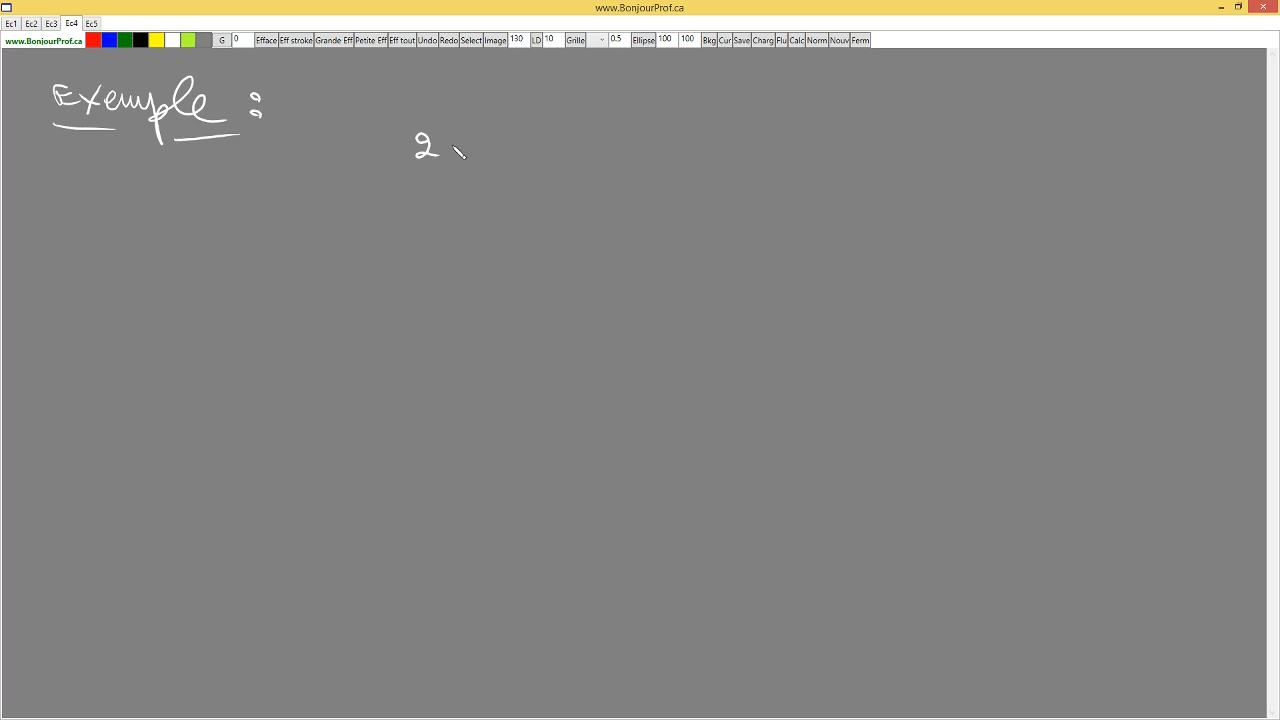 www.BonjourProf.ca
Ec1 Ec2 Ec3 Ec4 Ec5
www.BonjourProf.ca G 0 Efface Eff stroke Grande Eff Petite Eff Eff tout Undo Redo Select Image 130 LD 10 Grille 0.5 Ellipse 100 100 Bkg Cur Save Charg Flu Calc Norm Nouv Ferm
Exemple :
2